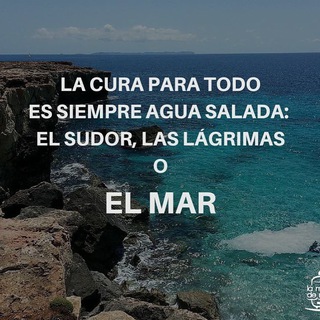 LA CURA PARA TODO
ES SIEMPRE AGUA SALADA:
EL SUDOR, LAS LÁGRIMAS
O
EL MAR